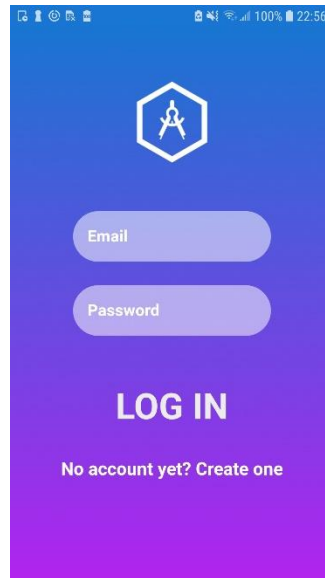 100% 22:56
Email
Password
LOG IN
No account yet? Create one